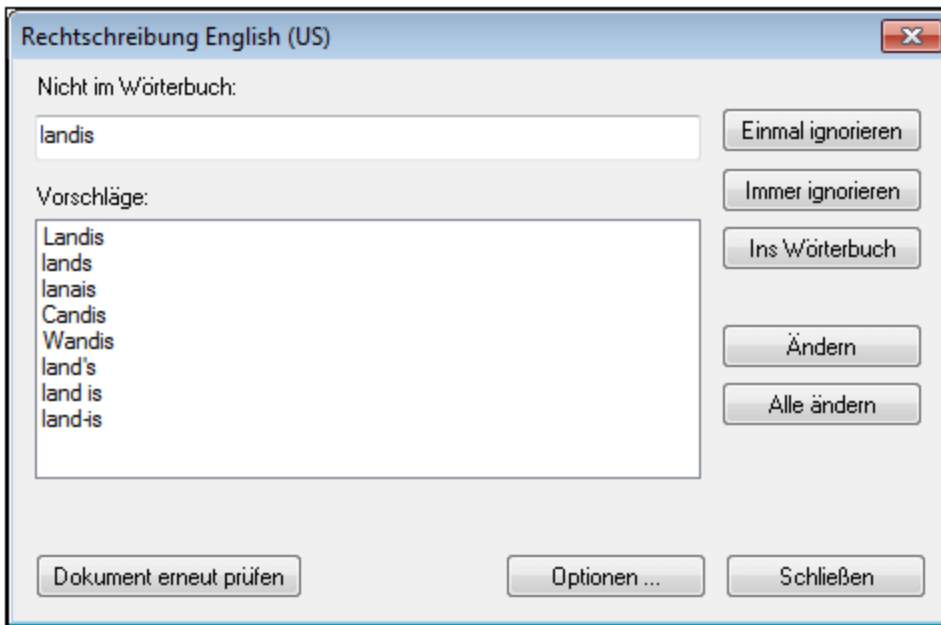 Rechtschreibung English (US)
Nicht im Wörterbuch:
landis
Einmal ignorieren
Vorschläge:
Immer ignorieren
Landis
lands
lanais
Candis
Wandis
land's
land is
land-is
Ins Wörterbuch
Ändern
Alle ändern
Dokument erneut prüfen
Optionen ...
Schließen